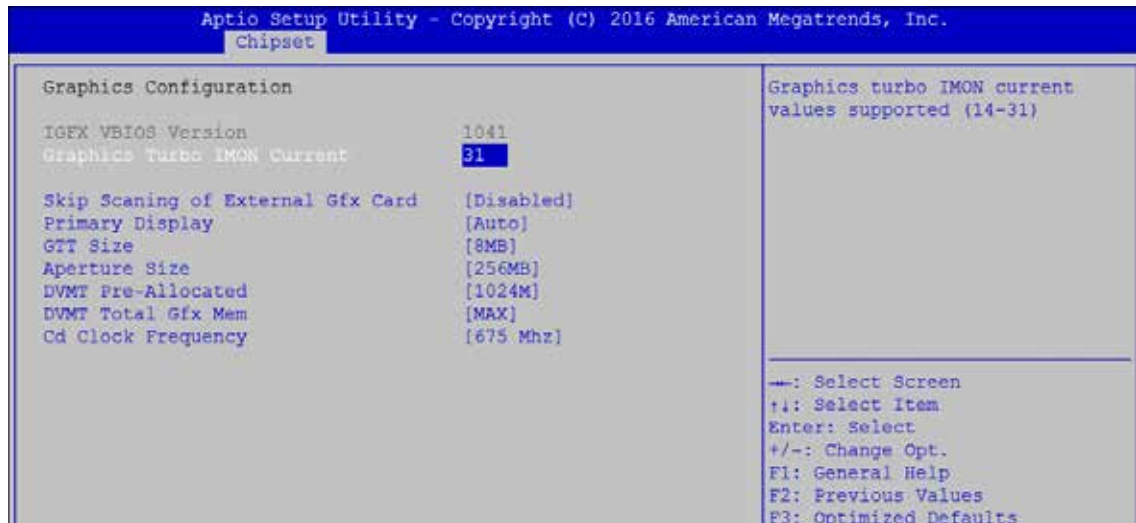 Aptio Setup Utility - Copyright (C) 2016 American Megatrends, Inc.
Chipset
Graphics Configuration
IGFX VBIOS Version 1041
Graphics Turbo IMON Current 31
Skip Scaning of External Gfx Card [Disabled]
Primary Display [Auto]
GTT Size [8MB]
Aperture Size [256MB]
DVMT Pre-Allocated [1024M]
DVMT Total Gfx Mem [MAX]
Cd Clock Frequency [675 Mhz]
Graphics turbo IMON current
values supported (14-31)
→←: Select Screen
↑↓: Select Item
Enter: Select
+/-: Change Opt.
F1: General Help
F2: Previous Values
F3: Optimized Defaults